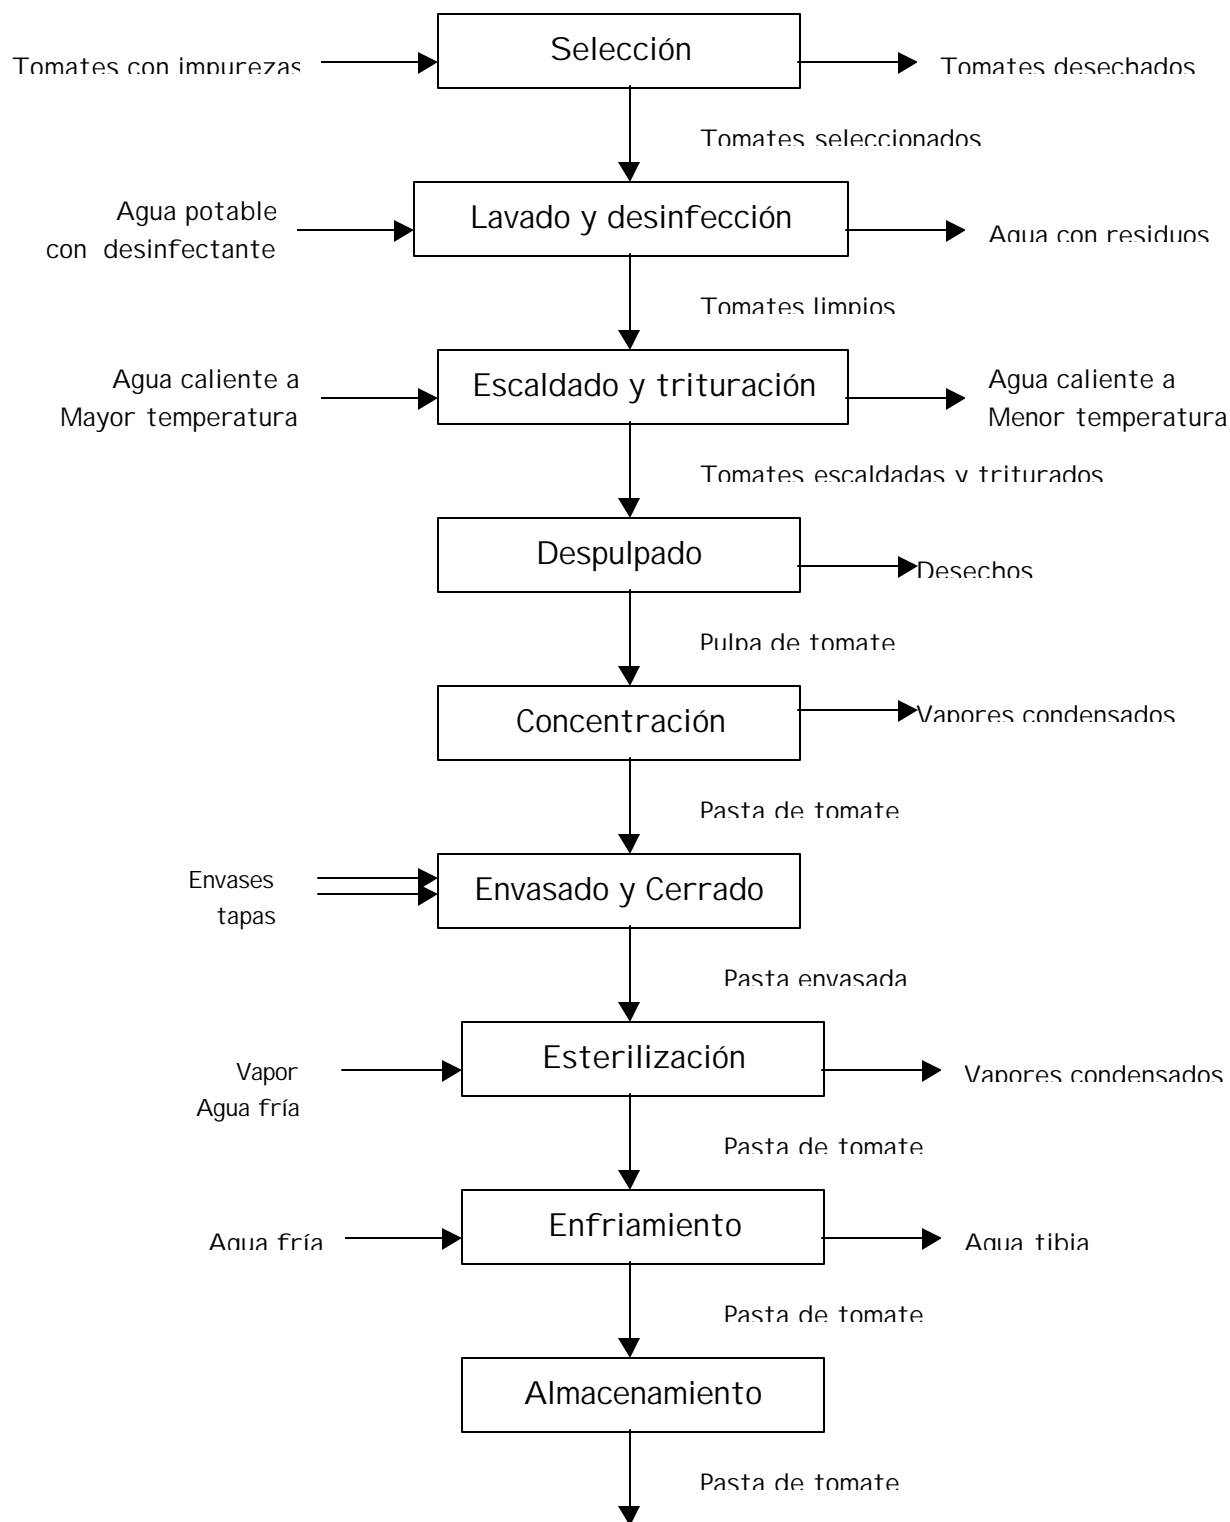 Selección
Tomates con impurezas
Tomates desechados
Tomates seleccionados
Agua potable
con desinfectante
Lavado y desinfección
Agua con residuos
Tomates limpios
Agua caliente a
Mayor temperatura
Escaldado y trituración
Agua caliente a
Menor temperatura
Tomates escaldadas y triturados
Despulpado
Desechos
Pulpa de tomate
Concentración
Vapores condensados
Pasta de tomate
Envases
tapas
Envasado y Cerrado
Pasta envasada
Vapor
Agua fría
Esterilización
Vapores condensados
Pasta de tomate
Agua fría
Enfriamiento
Agua tibia
Pasta de tomate
Almacenamiento
Pasta de tomate